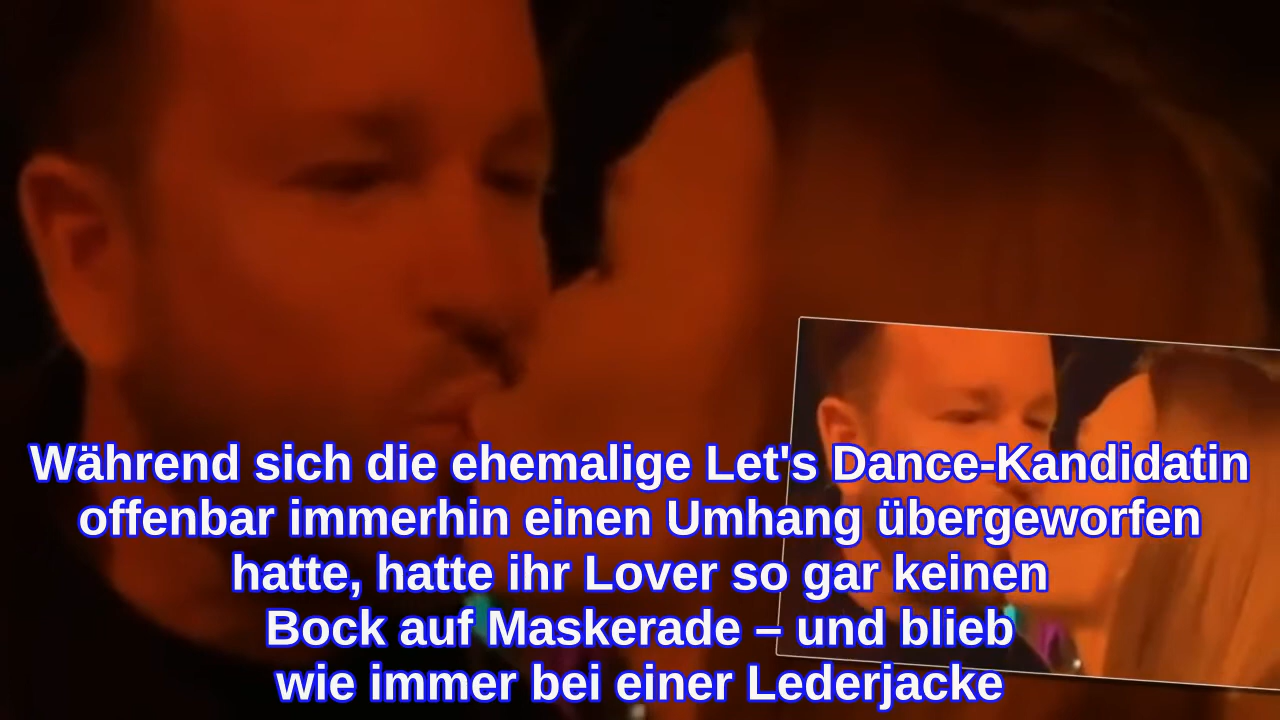 Während sich die ehemalige Let's Dance-Kandidatin
offenbar immerhin einen Umhang übergeworfen
hatte, hatte ihr Lover so gar keinen
Bock auf Maskerade – und blieb
wie immer bei einer Lederjacke